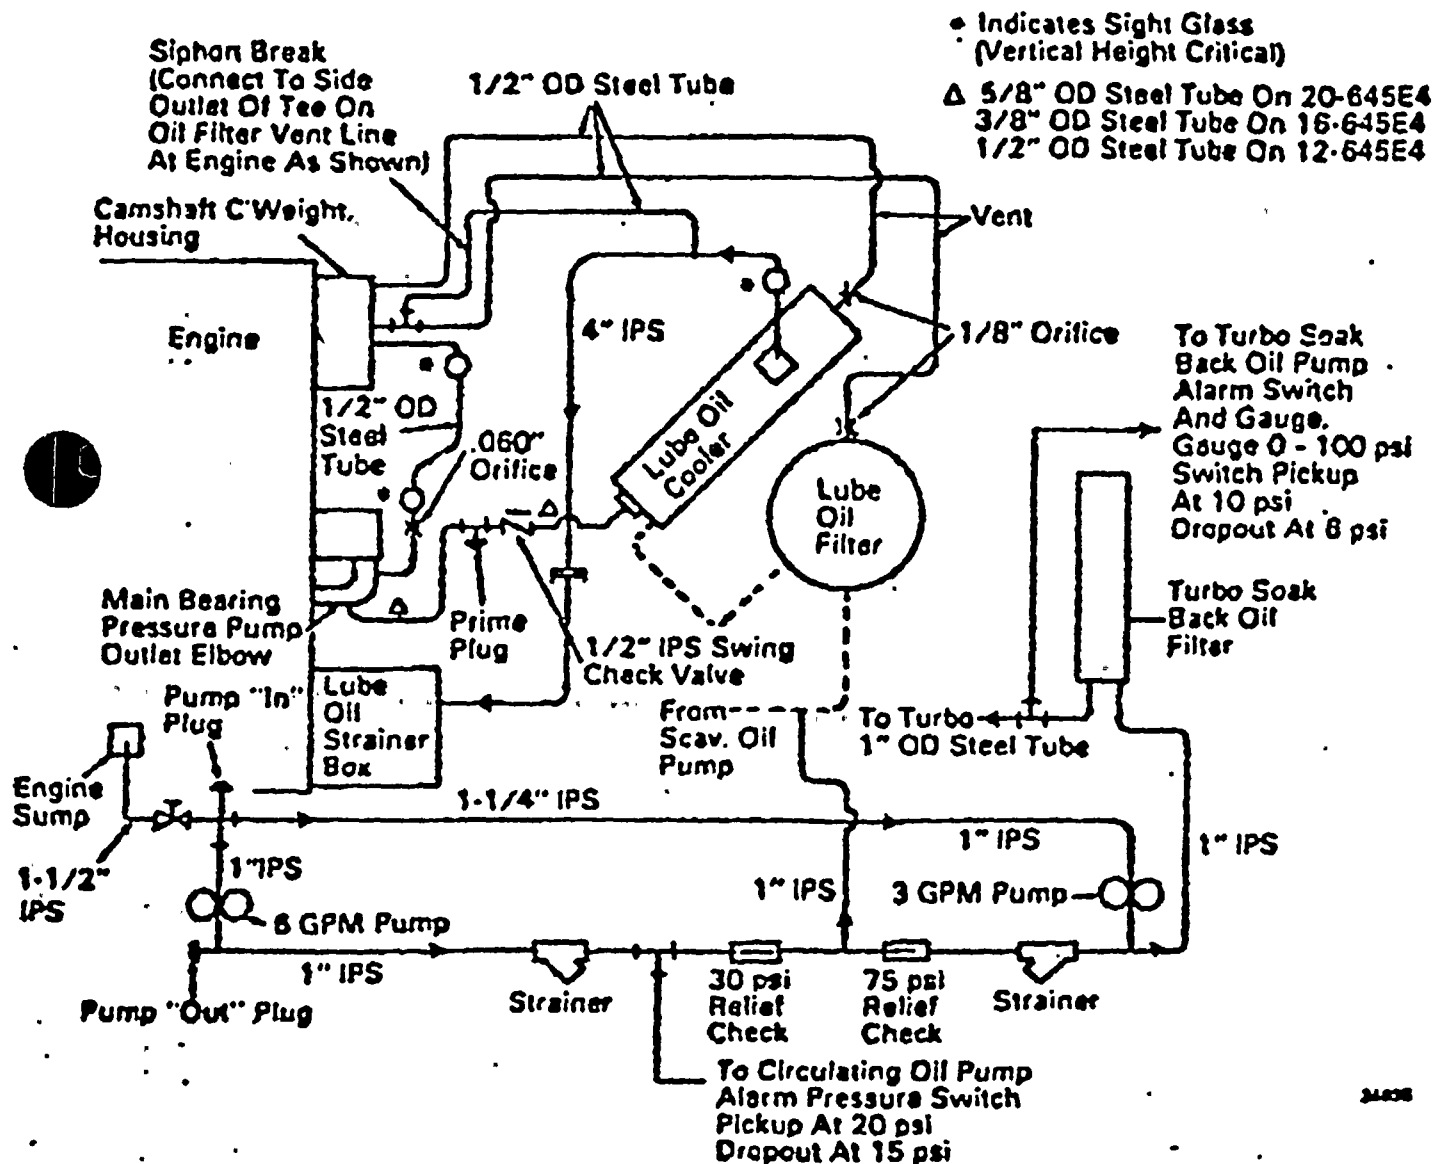 * Indicates Sight Glass
(Vertical Height Critical)
Δ 5/8" OD Steel Tube On 20-645E4
3/8" OD Steel Tube On 16-645E4
1/2" OD Steel Tube On 12-645E4
Siphon Break
(Connect To Side
Outlet Of Tee On
Oil Filter Vent Line
At Engine As Shown)
1/2" OD Steel Tube
Camshaft C'Weight.
Housing
Vent
Engine
*
*
4" IPS
1/8" Orifice
To Turbo Soak
Back Oil Pump
Alarm Switch
And Gauge.
Gauge 0 - 100 psi
Switch Pickup
At 10 psi
Dropout At 8 psi
1/2" OD
Steel
Tube
.060"
Orifice
*
Δ
Lube Oil
Cooler
Lube
Oil
Filter
Main Bearing
Pressure Pump
Outlet Elbow
Δ
Prime
Plug
1/2" IPS Swing
Check Valve
Turbo Soak
Back Oil
Filter
Pump "In"
Plug
Lube
Oil
Strainer
Box
From
Scav. Oil
Pump
To Turbo
1" OD Steel Tube
Engine
Sump
1-1/4" IPS
1" IPS
1" IPS
1-1/2"
IPS
1" IPS
6 GPM Pump
1" IPS
3 GPM Pump
1" IPS
Pump "Out" Plug
Strainer
30 psi
Relief
Check
75 psi
Relief
Check
Strainer
To Circulating Oil Pump
Alarm Pressure Switch
Pickup At 20 psi
Dropout At 15 psi